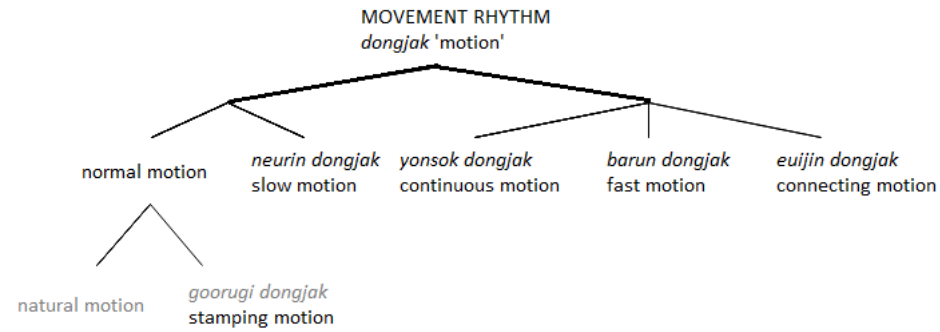 MOVEMENT RHYTHM
dongjak 'motion'
normal motion
neurin dongjak
slow motion
yonsok dongjak
continuous motion
barun dongjak
fast motion
euijin dongjak
connecting motion
natural motion
goorugi dongjak
stamping motion